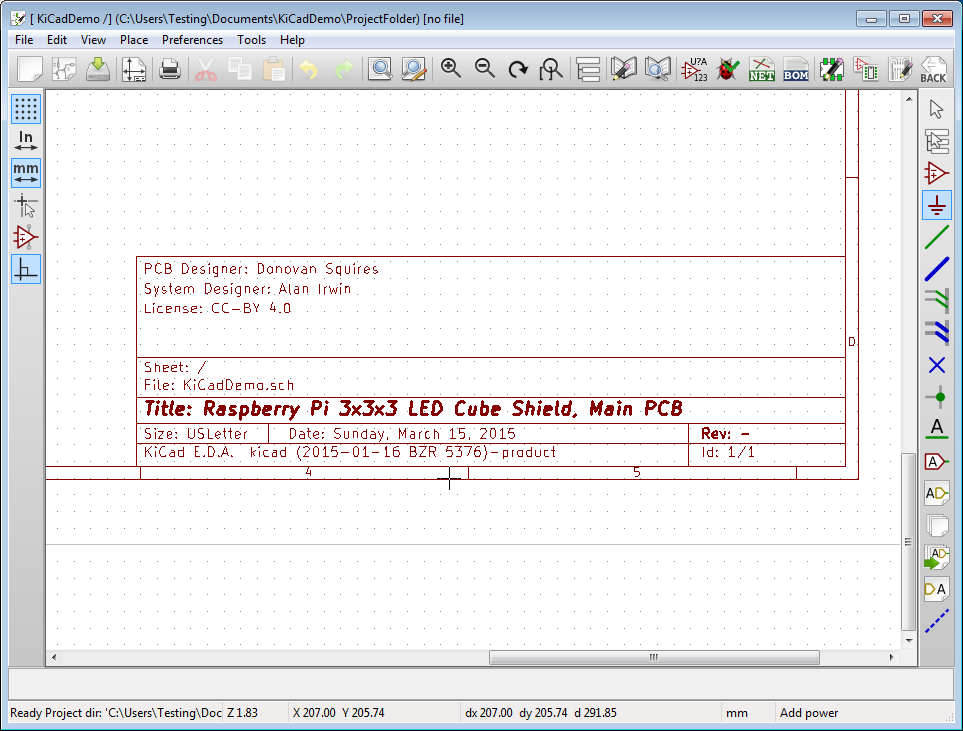 [ KiCadDemo /] (C:\Users\Testing\Documents\KiCadDemo\ProjectFolder) [no file]
File Edit View Place Preferences Tools Help
U?A
123
NET
BOM
BACK
In
mm
PCB Designer: Donovan Squires
System Designer: Alan Irwin
License: CC-BY 4.0
D
Sheet: /
File: KiCadDemo.sch
Title: Raspberry Pi 3x3x3 LED Cube Shield, Main PCB
Size: USLetter Date: Sunday, March 15, 2015 Rev: -
KiCad E.D.A. kicad (2015-01-16 BZR 5376)-product Id: 1/1
4 5
A
A
AD
AD
DA
Ready Project dir: 'C:\Users\Testing\Doc Z 1.83 X 207.00 Y 205.74 dx 207.00 dy 205.74 d 291.85 mm Add power